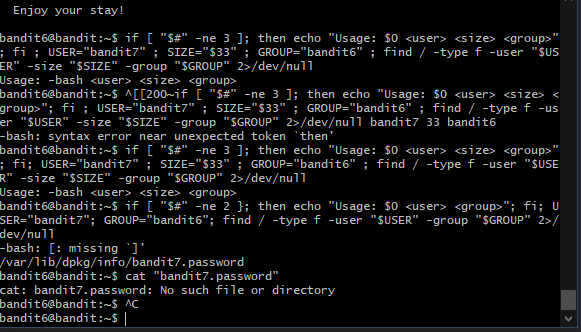 Enjoy your stay!
bandit6@bandit:~$ if [ "$#" -ne 3 ]; then echo "Usage: $0 <user> <size> <group>"
; fi ; USER="bandit7" ; SIZE="$33" ; GROUP="bandit6" ; find / -type f -user "$US
ER" -size "$SIZE" -group "$GROUP" 2>/dev/null
Usage: -bash <user> <size> <group>
bandit6@bandit:~$ ^[[200~if [ "$#" -ne 3 ]; then echo "Usage: $0 <user> <size> <
group>"; fi ; USER="bandit7" ; SIZE="$33" ; GROUP="bandit6" ; find / -type f -us
er "$USER" -size "$SIZE" -group "$GROUP" 2>/dev/null bandit7 33 bandit6
-bash: syntax error near unexpected token `then'
bandit6@bandit:~$ if [ "$#" -ne 3 ]; then echo "Usage: $0 <user> <size> <group>"
; fi; USER="bandit7" ; SIZE="$33" ; GROUP="bandit6" ; find / -type f -user "$USE
R" -size "$SIZE" -group "$GROUP" 2>/dev/null
Usage: -bash <user> <size> <group>
bandit6@bandit:~$ if [ "$#" -ne 2 }; then echo "Usage: $0 <user> <group>"; fi; U
SER="bandit7"; GROUP="bandit6"; find / -type f -user "$USER" -group "$GROUP" 2>/
dev/null
-bash: [: missing `]'
/var/lib/dpkg/info/bandit7.password
bandit6@bandit:~$ cat "bandit7.password"
cat: bandit7.password: No such file or directory
bandit6@bandit:~$ ^C
bandit6@bandit:~$